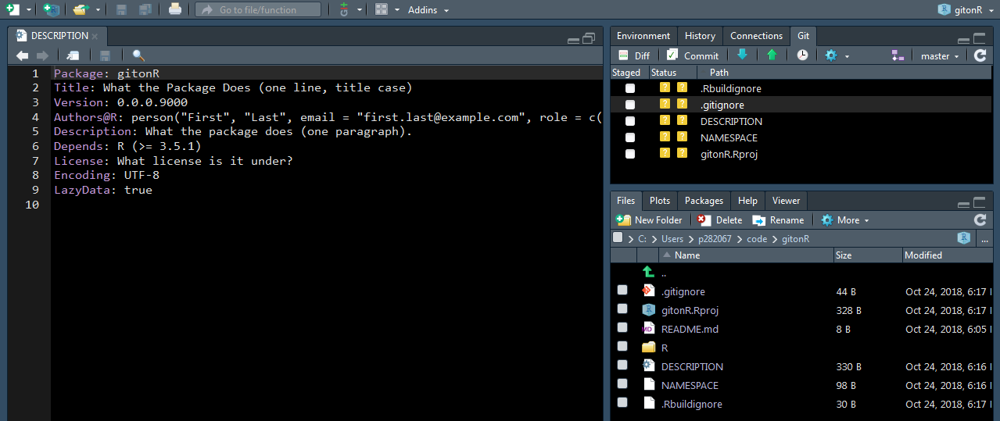 Go to file/function
Addins
gitonR
DESCRIPTION
1 Package: gitonR
2 Title: What the Package Does (one line, title case)
3 Version: 0.0.0.9000
4 Authors@R: person("First", "Last", email = "first.last@example.com", role = c(
5 Description: What the package does (one paragraph).
6 Depends: R (>= 3.5.1)
7 License: What license is it under?
8 Encoding: UTF-8
9 LazyData: true
10
Environment History Connections Git
Diff Commit master
Staged Status Path
? ? .Rbuildignore
? ? .gitignore
? ? DESCRIPTION
? ? NAMESPACE
? ? gitonR.Rproj
Files Plots Packages Help Viewer
New Folder Delete Rename More
C: Users p282067 code gitonR ...
Name Size Modified
..
.gitignore 44 B Oct 24, 2018, 6:17
R gitonR.Rproj 328 B Oct 24, 2018, 6:17
MD README.md 8 B Oct 24, 2018, 6:05
R
DESCRIPTION 330 B Oct 24, 2018, 6:16
NAMESPACE 98 B Oct 24, 2018, 6:16
.Rbuildignore 30 B Oct 24, 2018, 6:17